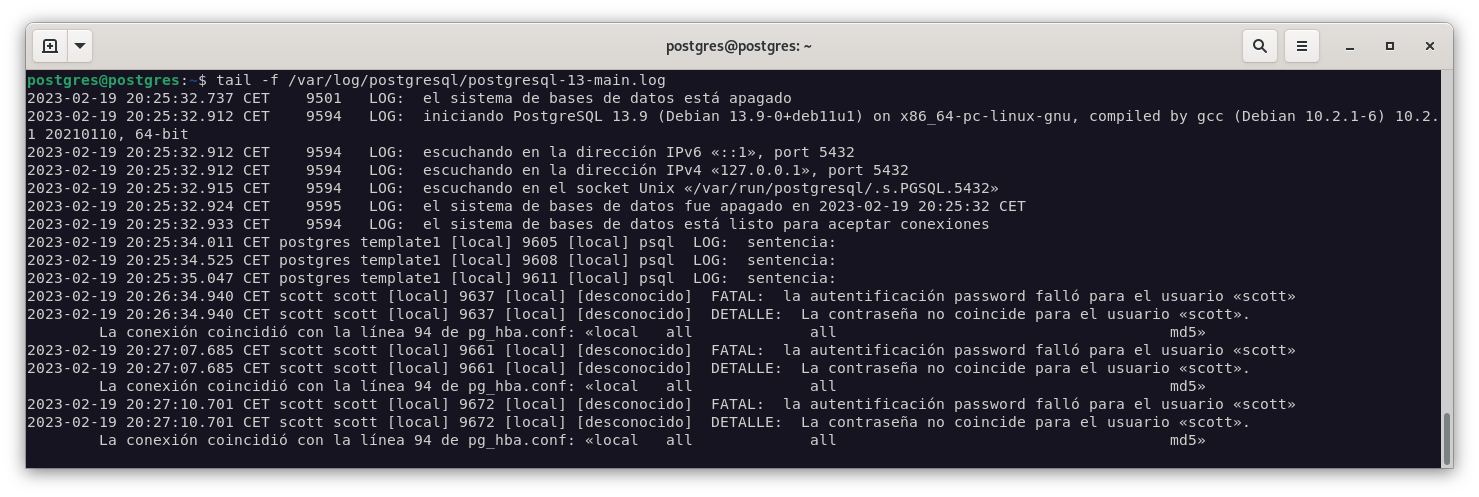 postgres@postgres: ~
postgres@postgres:~$ tail -f /var/log/postgresql/postgresql-13-main.log
2023-02-19 20:25:32.737 CET    9501   LOG:  el sistema de bases de datos está apagado
2023-02-19 20:25:32.912 CET    9594   LOG:  iniciando PostgreSQL 13.9 (Debian 13.9-0+deb11u1) on x86_64-pc-linux-gnu, compiled by gcc (Debian 10.2.1-6) 10.2.
1 20210110, 64-bit
2023-02-19 20:25:32.912 CET    9594   LOG:  escuchando en la dirección IPv6 «::1», port 5432
2023-02-19 20:25:32.912 CET    9594   LOG:  escuchando en la dirección IPv4 «127.0.0.1», port 5432
2023-02-19 20:25:32.915 CET    9594   LOG:  escuchando en el socket Unix «/var/run/postgresql/.s.PGSQL.5432»
2023-02-19 20:25:32.924 CET    9595   LOG:  el sistema de bases de datos fue apagado en 2023-02-19 20:25:32 CET
2023-02-19 20:25:32.933 CET    9594   LOG:  el sistema de bases de datos está listo para aceptar conexiones
2023-02-19 20:25:34.011 CET postgres template1 [local] 9605 [local] psql  LOG:  sentencia:
2023-02-19 20:25:34.525 CET postgres template1 [local] 9608 [local] psql  LOG:  sentencia:
2023-02-19 20:25:35.047 CET postgres template1 [local] 9611 [local] psql  LOG:  sentencia:
2023-02-19 20:26:34.940 CET scott scott [local] 9637 [local] [desconocido]  FATAL:  la autentificación password falló para el usuario «scott»
2023-02-19 20:26:34.940 CET scott scott [local] 9637 [local] [desconocido]  DETALLE:  La contraseña no coincide para el usuario «scott».
        La conexión coincidió con la línea 94 de pg_hba.conf: «local   all             all                                     md5»
2023-02-19 20:27:07.685 CET scott scott [local] 9661 [local] [desconocido]  FATAL:  la autentificación password falló para el usuario «scott»
2023-02-19 20:27:07.685 CET scott scott [local] 9661 [local] [desconocido]  DETALLE:  La contraseña no coincide para el usuario «scott».
        La conexión coincidió con la línea 94 de pg_hba.conf: «local   all             all                                     md5»
2023-02-19 20:27:10.701 CET scott scott [local] 9672 [local] [desconocido]  FATAL:  la autentificación password falló para el usuario «scott»
2023-02-19 20:27:10.701 CET scott scott [local] 9672 [local] [desconocido]  DETALLE:  La contraseña no coincide para el usuario «scott».
        La conexión coincidió con la línea 94 de pg_hba.conf: «local   all             all                                     md5»